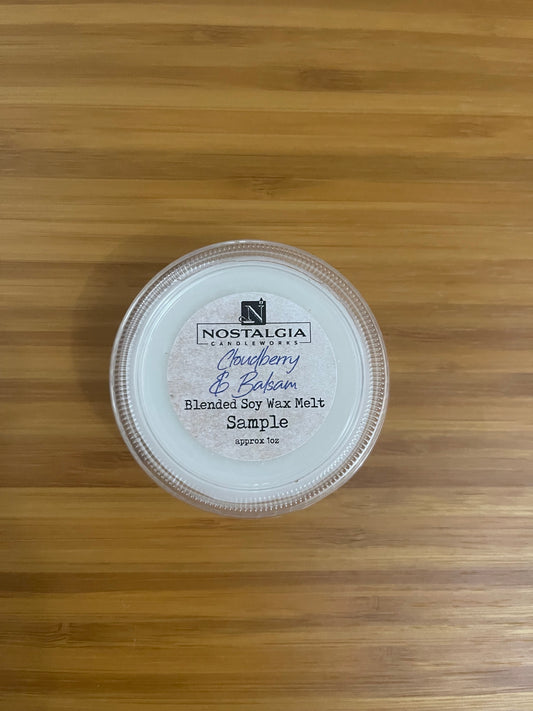 N
NOSTALGIA
CANDLEWORKS
Cloudberry
& Balsam
Blended Soy Wax Melt
Sample
approx 1oz